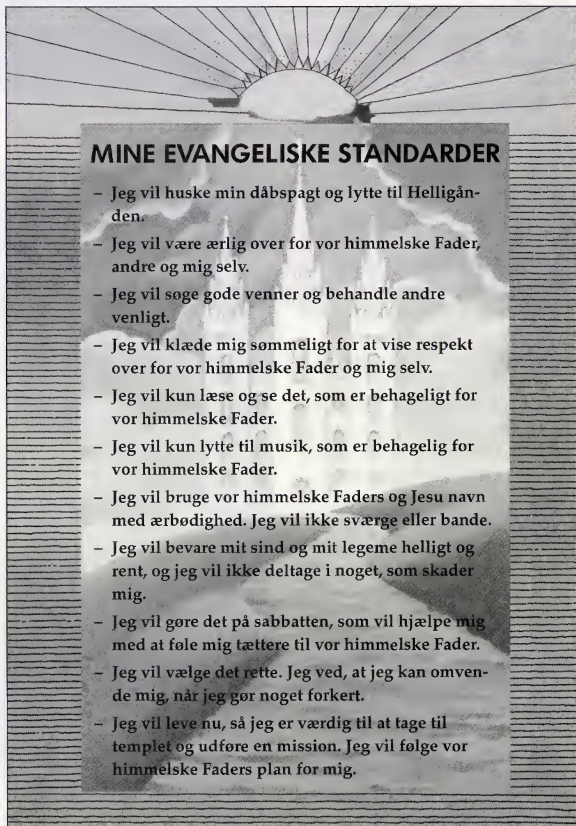 MINE EVANGELISKE STANDARDER
– Jeg vil huske min dåbspagt og lytte til Helligån-
den.
– Jeg vil være ærlig over for vor himmelske Fader,
andre og mig selv.
– Jeg vil søge gode venner og behandle andre
venligt.
– Jeg vil klæde mig sømmeligt for at vise respekt
over for vor himmelske Fader og mig selv.
– Jeg vil kun læse og se det, som er behageligt for
vor himmelske Fader.
– Jeg vil kun lytte til musik, som er behagelig for
vor himmelske Fader.
– Jeg vil bruge vor himmelske Faders og Jesu navn
med ærbødighed. Jeg vil ikke sværge eller bande.
– Jeg vil bevare mit sind og mit legeme helligt og
rent, og jeg vil ikke deltage i noget, som skader
mig.
– Jeg vil gøre det på sabbatten, som vil hjælpe mig
med at føle mig tættere til vor himmelske Fader.
– Jeg vil vælge det rette. Jeg ved, at jeg kan omven-
de mig, når jeg gør noget forkert.
– Jeg vil leve nu, så jeg er værdig til at tage til
templet og udføre en mission. Jeg vil følge vor
himmelske Faders plan for mig.